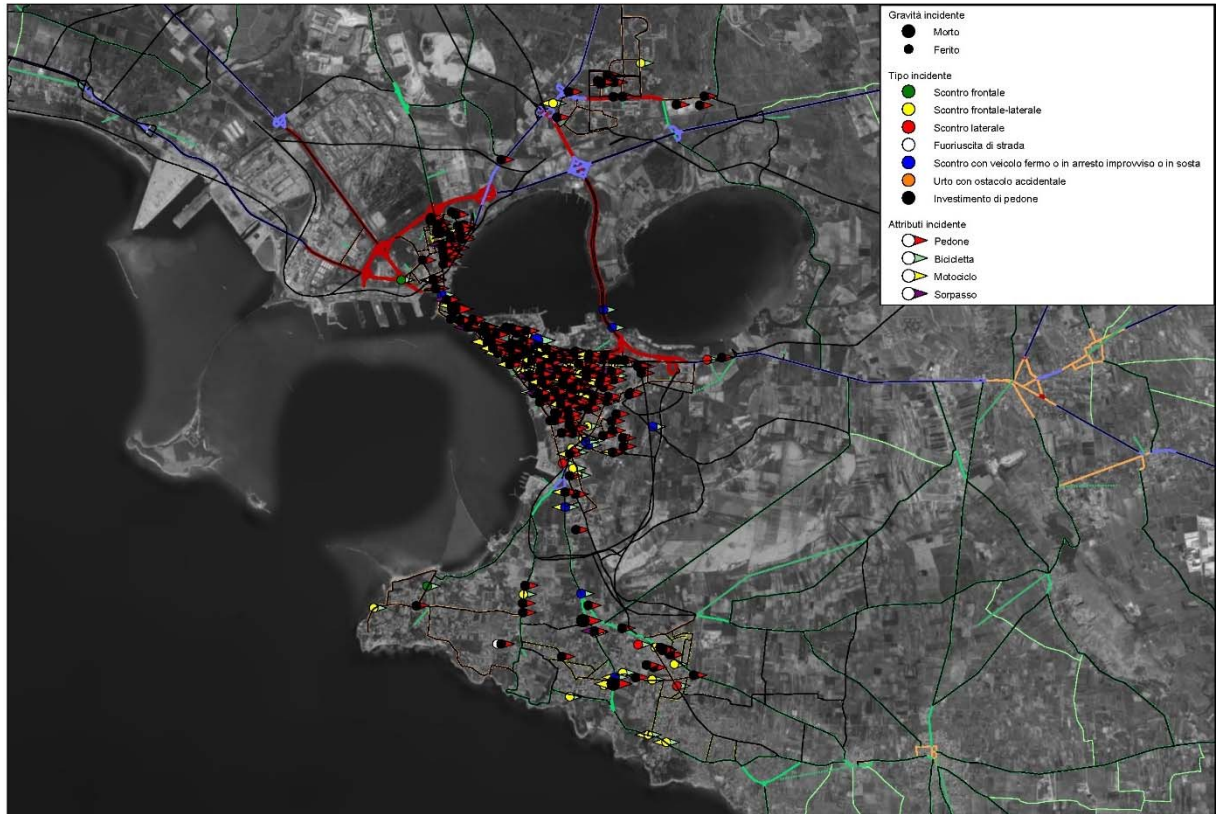 Gravità incidente
Morto
Ferito
Tipo incidente
Scontro frontale
Scontro frontale-laterale
Scontro laterale
Fuoriuscita di strada
Scontro con veicolo fermo o in arresto improvviso o in sosta
Urto con ostacolo accidentale
Investimento di pedone
Attributi incidente
Pedone
Bicicletta
Motociclo
Sorpasso